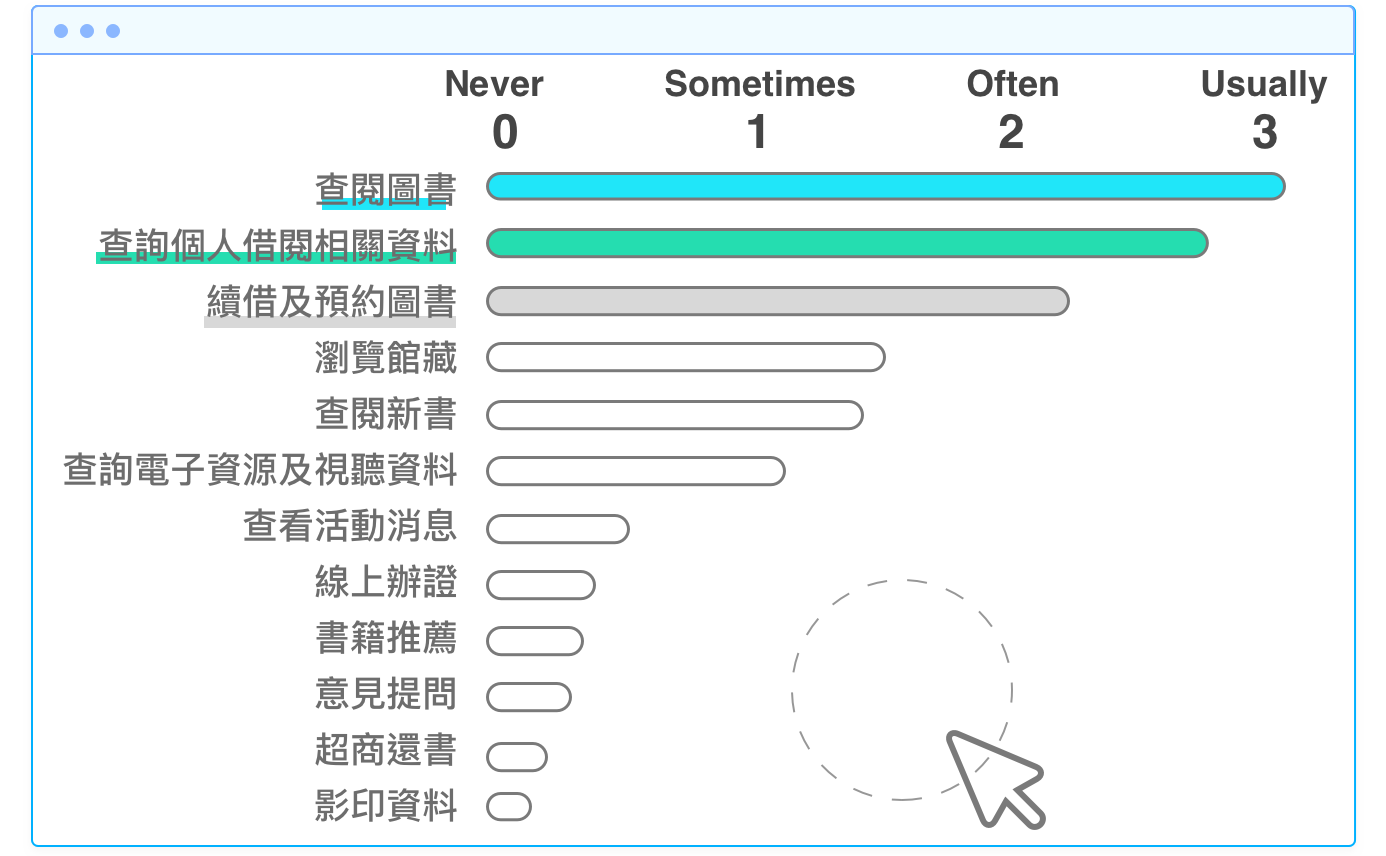 Never Sometimes Often Usually
0 1 2 3
查閱圖書
查詢個人借閱相關資料
續借及預約圖書
瀏覽館藏
查閱新書
查詢電子資源及視聽資料
查看活動消息
線上辦證
書籍推薦
意見提問
超商還書
影印資料